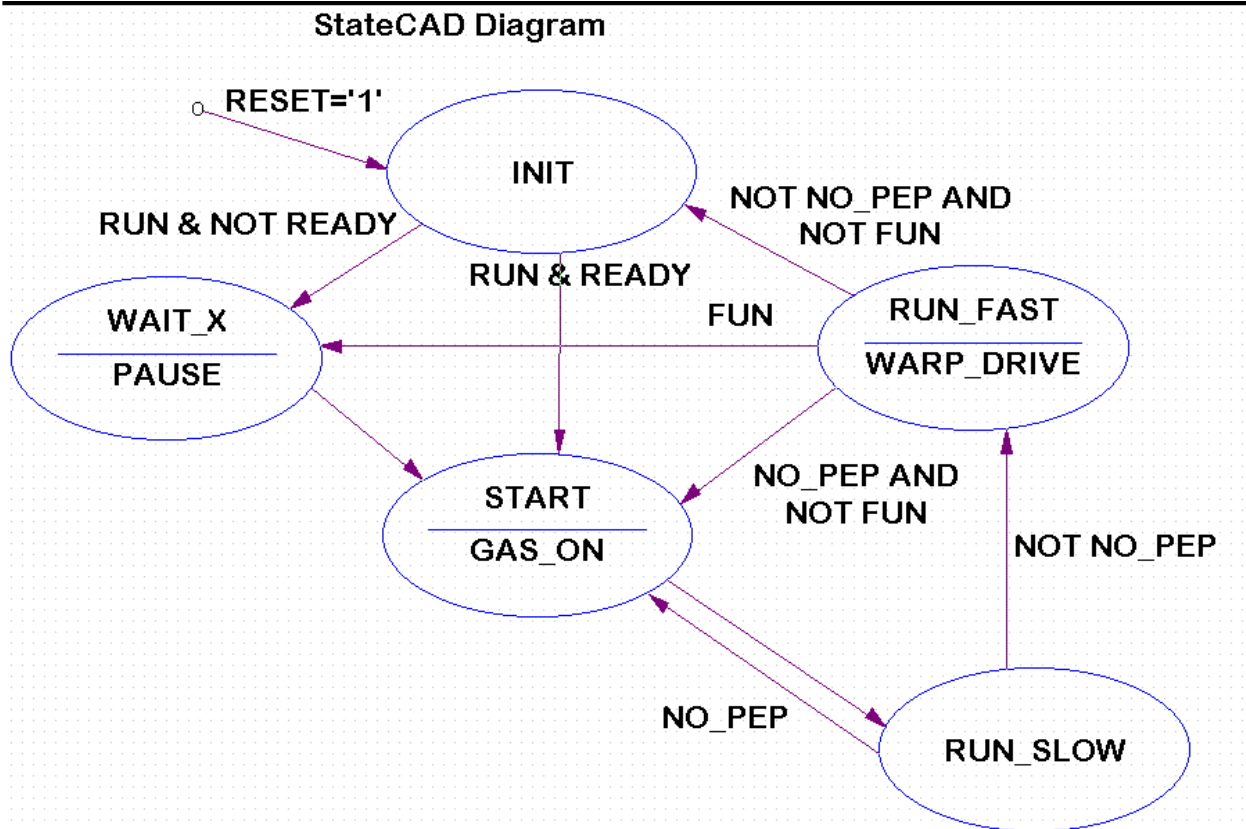 StateCAD Diagram
RESET='1'
INIT
NOT NO_PEP AND
NOT FUN
RUN & NOT READY
RUN & READY
WAIT_X
PAUSE
FUN
RUN_FAST
WARP_DRIVE
START
GAS_ON
NO_PEP AND
NOT FUN
NOT NO_PEP
NO_PEP
RUN_SLOW